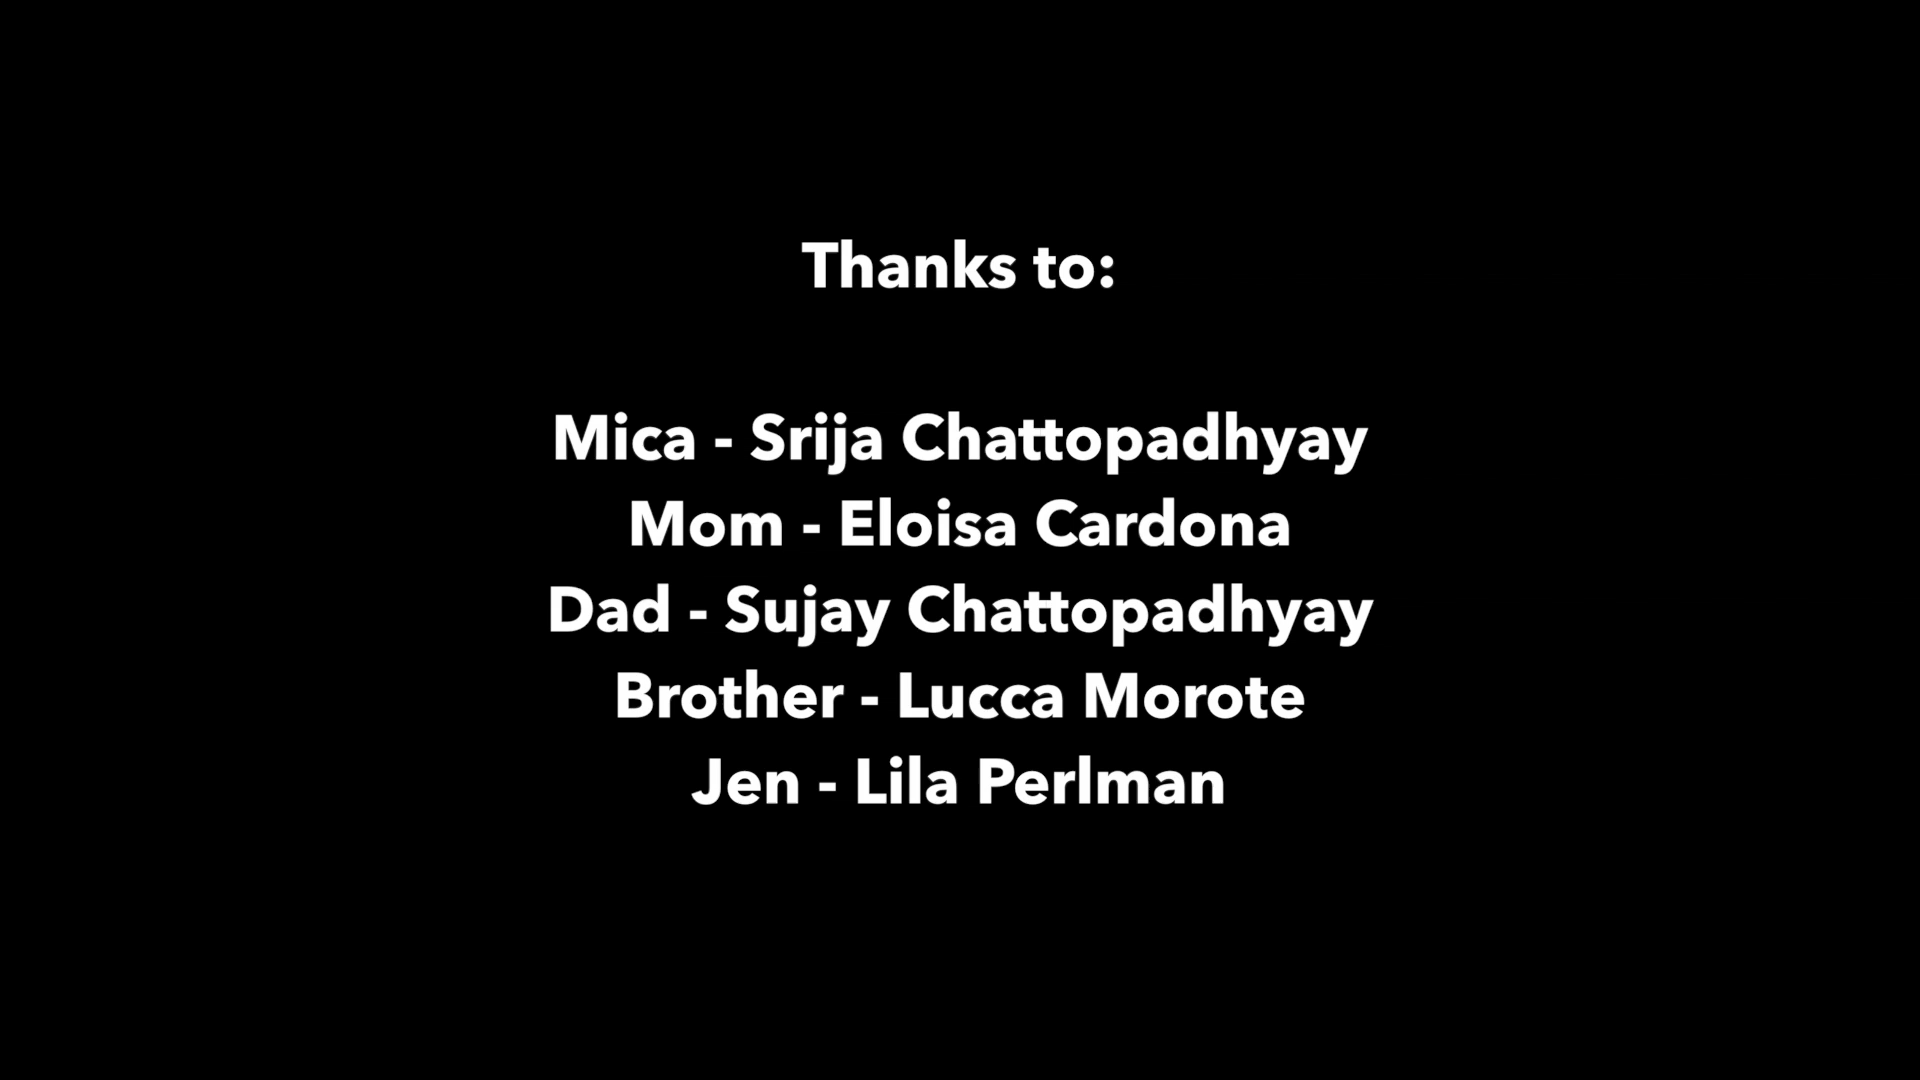 Thanks to:
Mica - Srija Chattopadhyay
Mom - Eloisa Cardona
Dad - Sujay Chattopadhyay
Brother - Lucca Morote
Jen - Lila Perlman